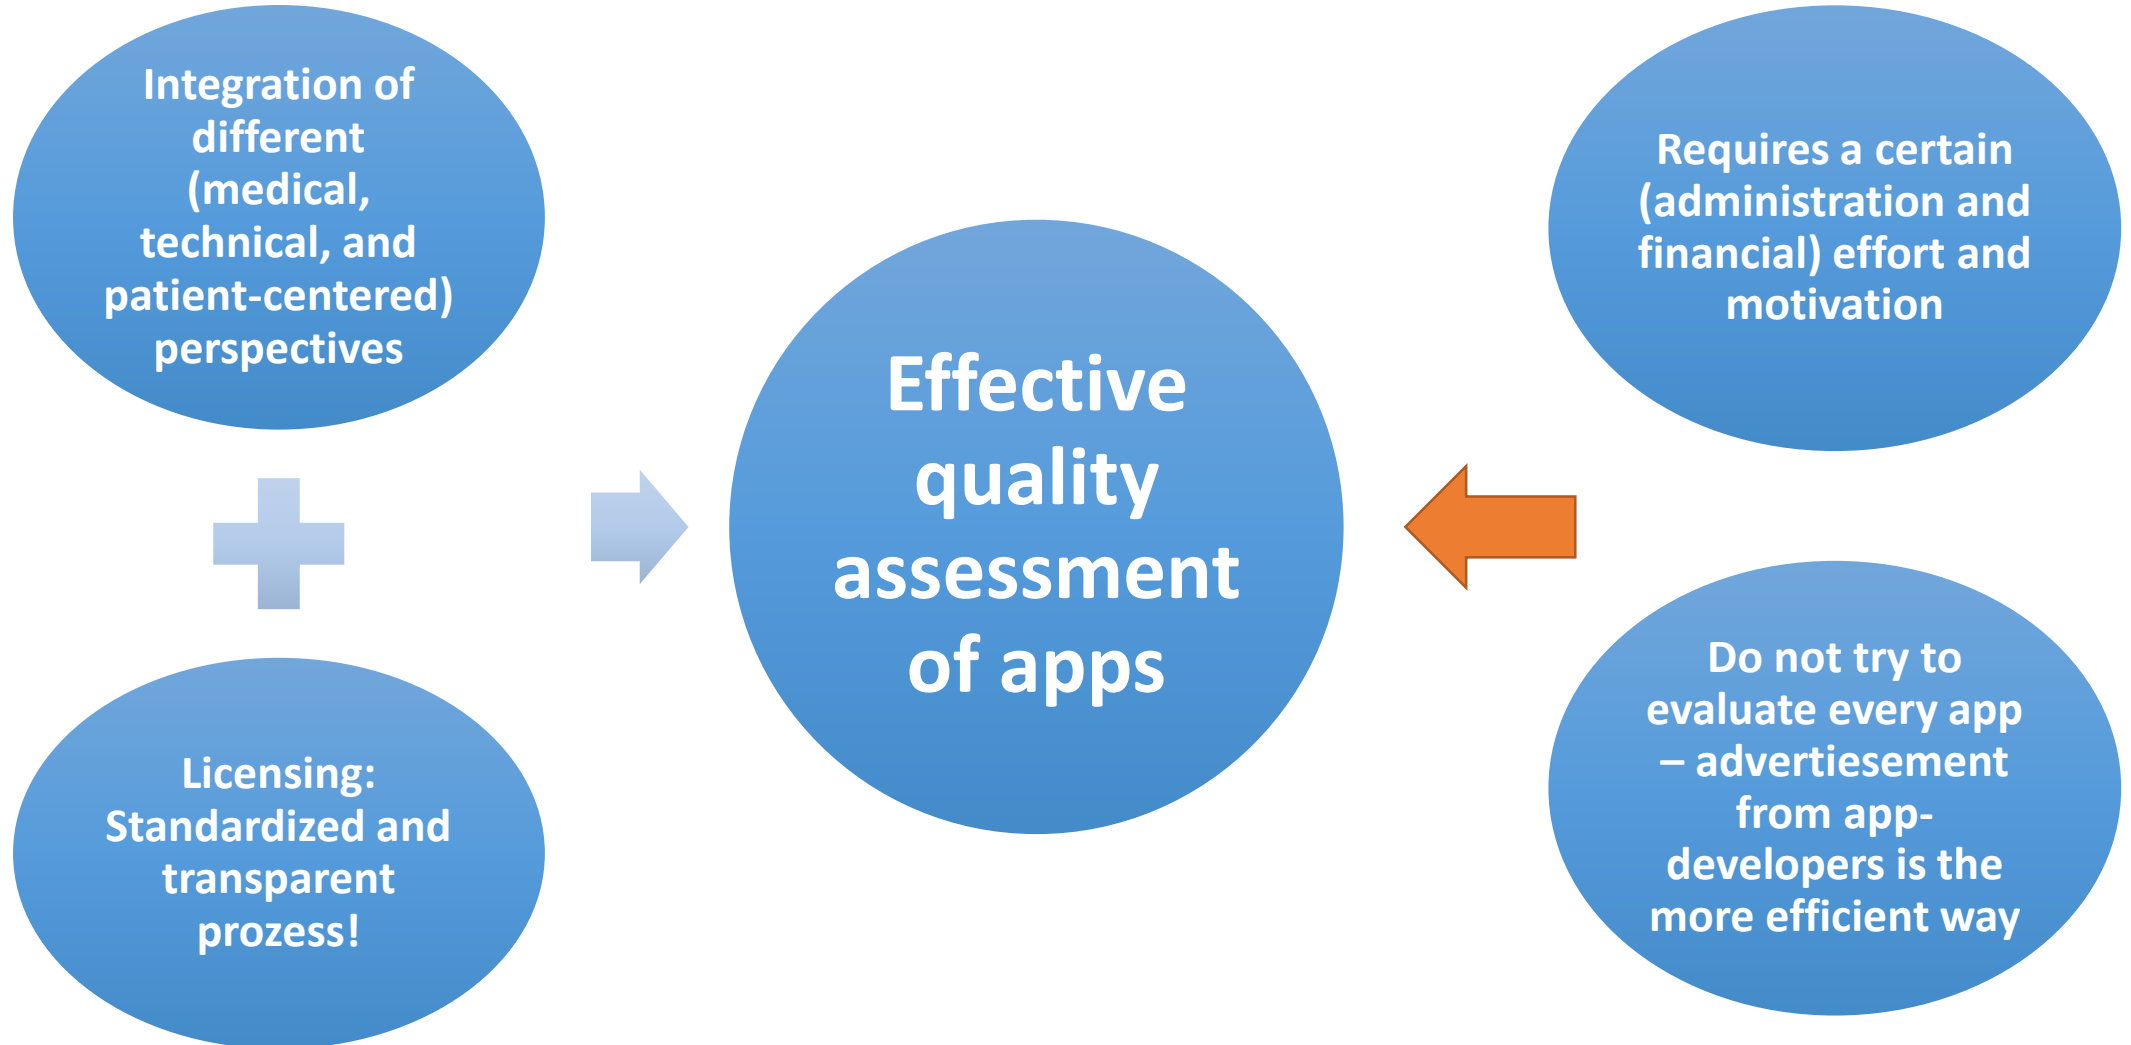 Integration of
different
(medical,
technical, and
patient-centered)
perspectives
Licensing:
Standardized and
transparent
prozess!
Effective
quality
assessment
of apps
Requires a certain
(administration and
financial) effort and
motivation
Do not try to
evaluate every app
– advertiesement
from app-
developers is the
more efficient way